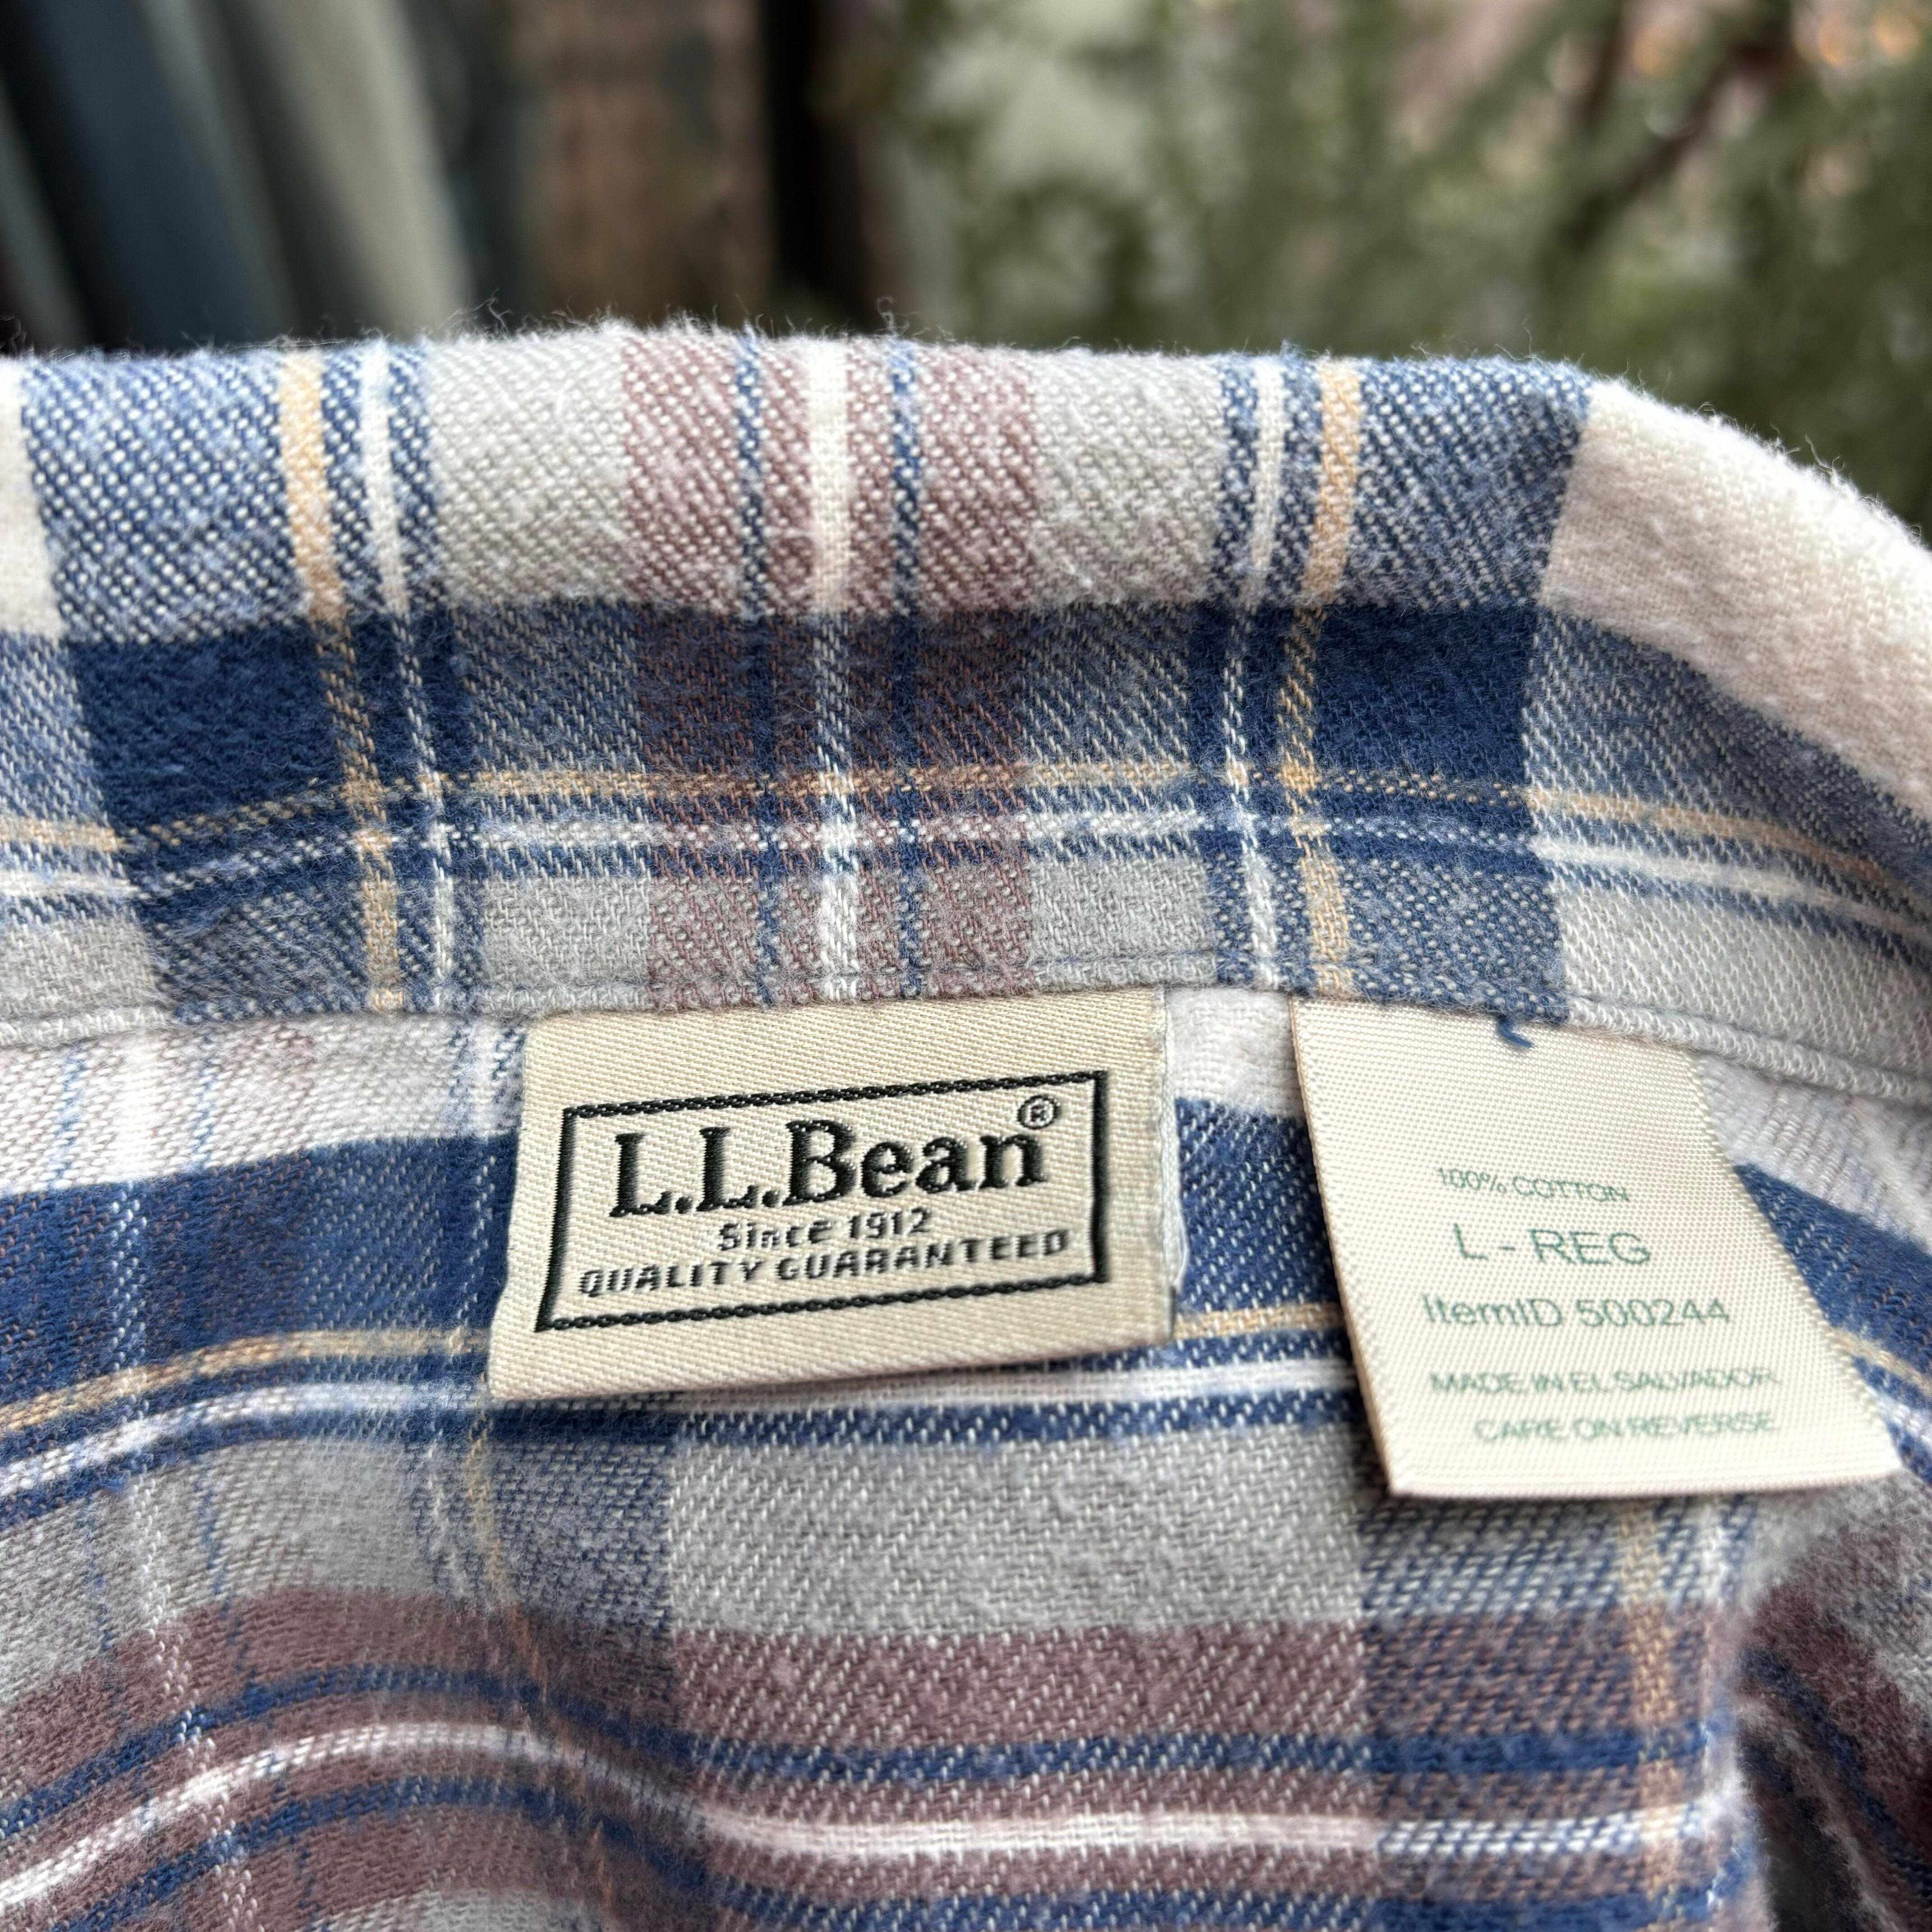 L.L.Bean®
Since 1912
QUALITY GUARANTEED
100% COTTON
L - REG
ItemID 500244
MADE IN EL SALVADOR
CARE ON REVERSE